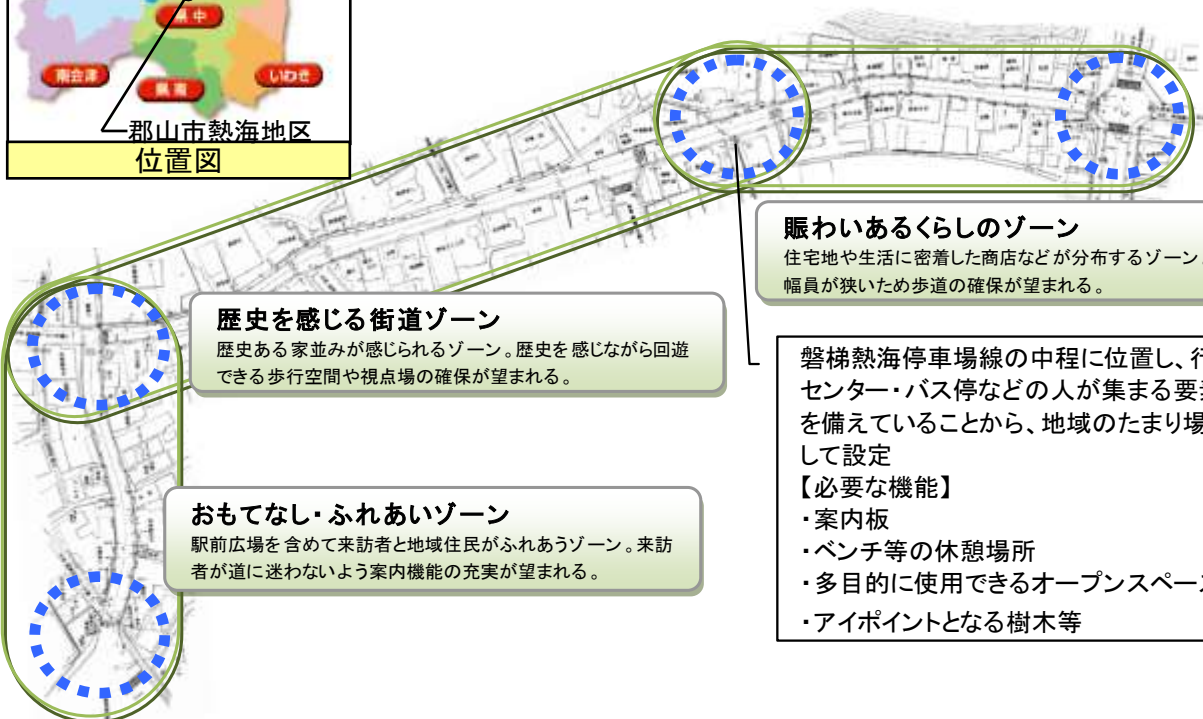 県中
南会津
県南
いわき
郡山市熱海地区
位置図
賑わいあるくらしのゾーン
住宅地や生活に密着した商店などが分布するゾーン。
幅員が狭いため歩道の確保が望まれる。
歴史を感じる街道ゾーン
歴史ある家並みが感じられるゾーン。歴史を感じながら回遊
できる歩行空間や視点場の確保が望まれる。
磐梯熱海停車場線の中程に位置し、行
センター・バス停などの人が集まる要素
を備えていることから、地域のたまり場
して設定
【必要な機能】
・案内板
・ベンチ等の休憩場所
・多目的に使用できるオープンスペース
・アイポイントとなる樹木等
おもてなし・ふれあいゾーン
駅前広場を含めて来訪者と地域住民がふれあうゾーン。来訪
者が道に迷わないよう案内機能の充実が望まれる。